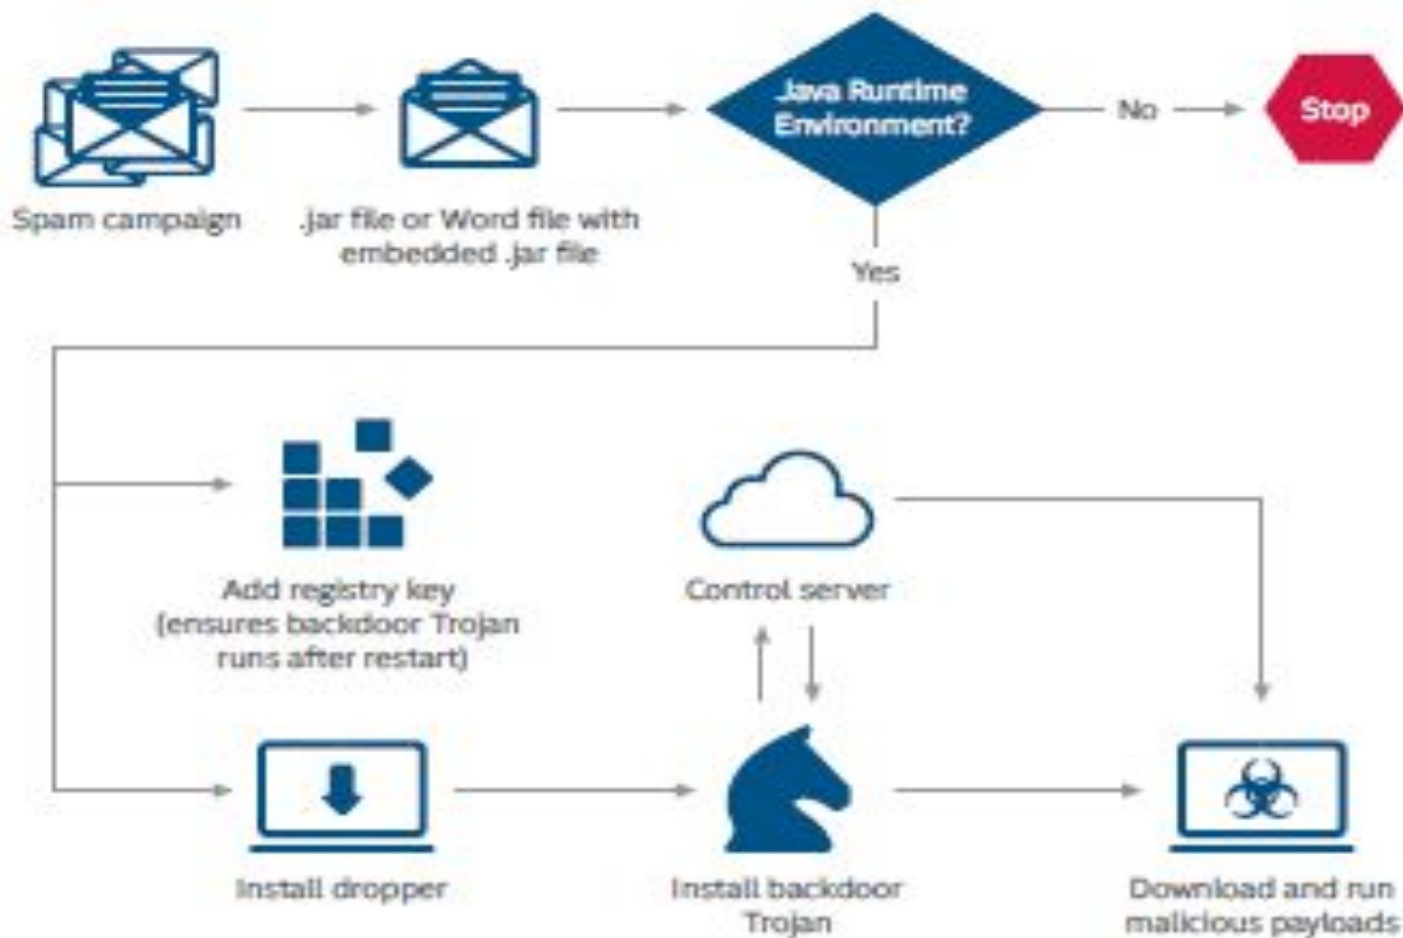 Java Runtime
Environment?
No
Stop
Spam campaign
.jar file or Word file with
embedded .jar file
Yes
Add registry key
(ensures backdoor Trojan
runs after restart)
Control server
Install dropper
Install backdoor
Trojan
Download and run
malicious payloads